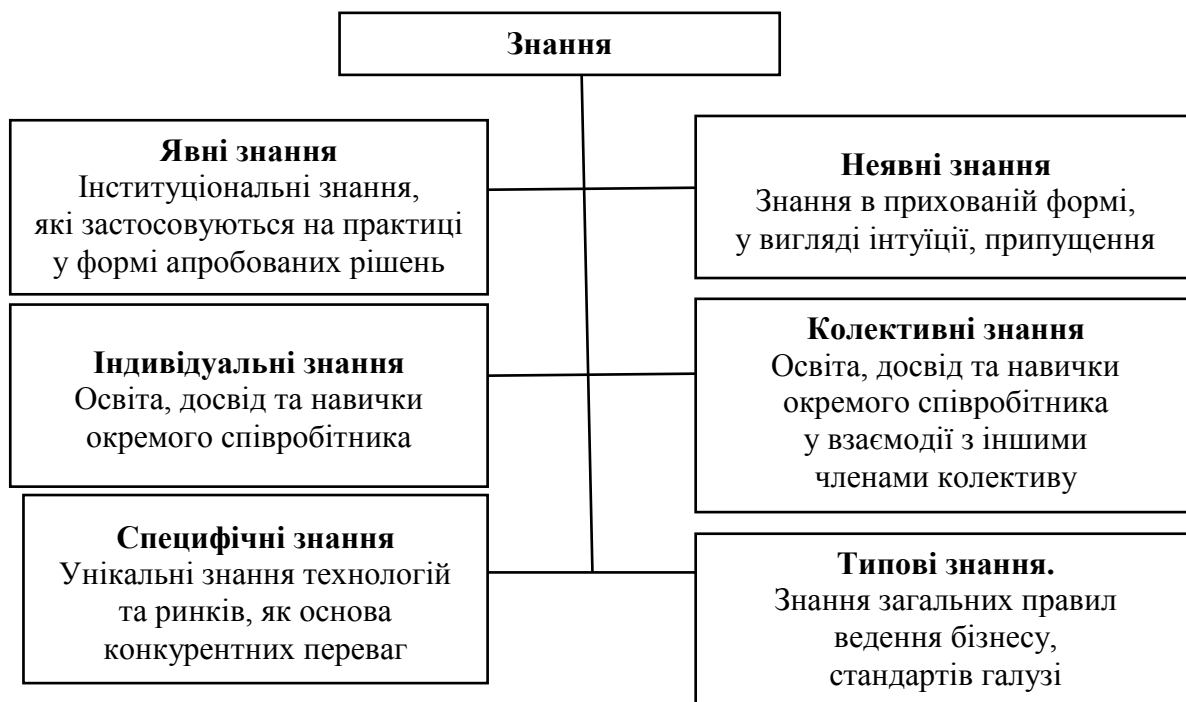 Знання
Явні знання
Інституціональні знання,
які застосовуються на практиці
у формі апробованих рішень
Неявні знання
Знання в прихованій формі,
у вигляді інтуїції, припущення
Індивідуальні знання
Освіта, досвід та навички
окремого співробітника
Колективні знання
Освіта, досвід та навички
окремого співробітника
у взаємодії з іншими
членами колективу
Специфічні знання
Унікальні знання технологій
та ринків, як основа
конкурентних переваг
Типові знання.
Знання загальних правил
ведення бізнесу,
стандартів галузі